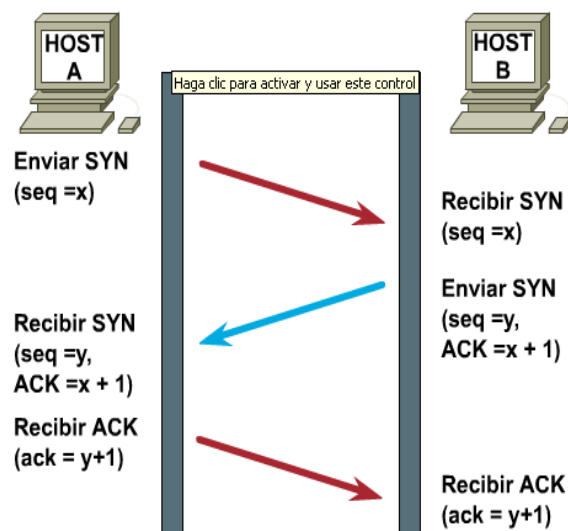 HOST
A
HOST
B
Haga clic para activar y usar este control
Enviar SYN
(seq =x)
Recibir SYN
(seq =x)
Enviar SYN
(seq =y,
ACK =x + 1)
Recibir SYN
(seq =y,
ACK =x + 1)
Recibir ACK
(ack = y+1)
Recibir ACK
(ack = y+1)